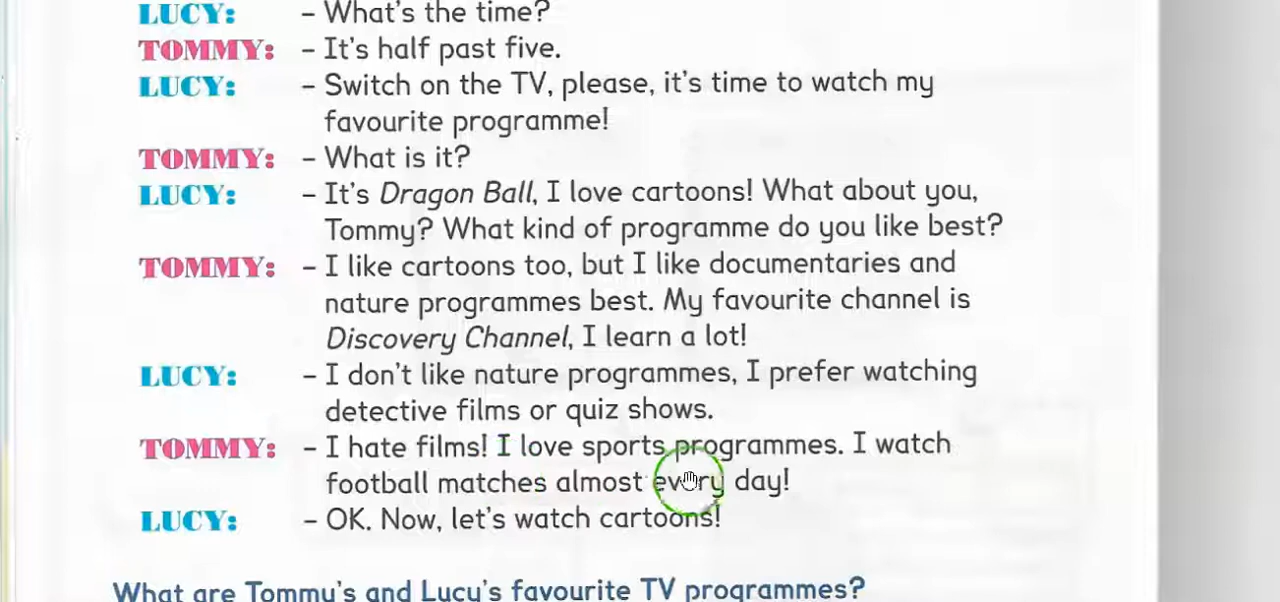 LUCY: – What's the time?
TOMMY: – It's half past five.
LUCY: – Switch on the TV, please, it's time to watch my
favourite programme!
TOMMY: – What is it?
LUCY: – It's Dragon Ball, I love cartoons! What about you,
Tommy? What kind of programme do you like best?
TOMMY: – I like cartoons too, but I like documentaries and
nature programmes best. My favourite channel is
Discovery Channel, I learn a lot!
LUCY: – I don't like nature programmes, I prefer watching
detective films or quiz shows.
TOMMY: – I hate films! I love sports programmes. I watch
football matches almost every day!
LUCY: – OK. Now, let's watch cartoons!
What are Tommy's and Lucy's favourite TV programmes?